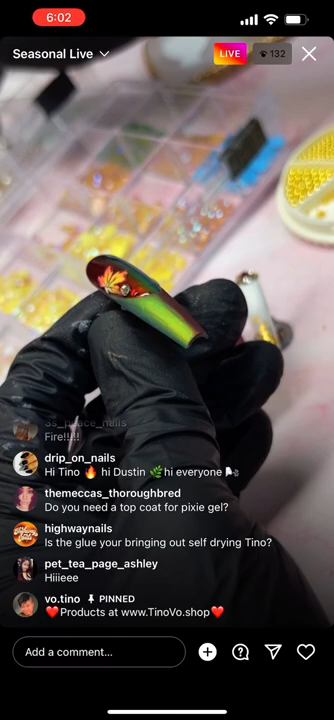 6:02
Seasonal Live
LIVE
132
3s_peace_nails
Fire!!!!
drip_on_nails
Hi Tino 🔥 hi Dustin 🌿hi everyone 🌬️
themeccas_thoroughbred
Do you need a top coat for pixie gel?
highwaynails
Is the glue your bringing out self drying Tino?
pet_tea_page_ashley
Hiiieee
vo.tino PINNED
❤️Products at www.TinoVo.shop❤️
Add a comment...